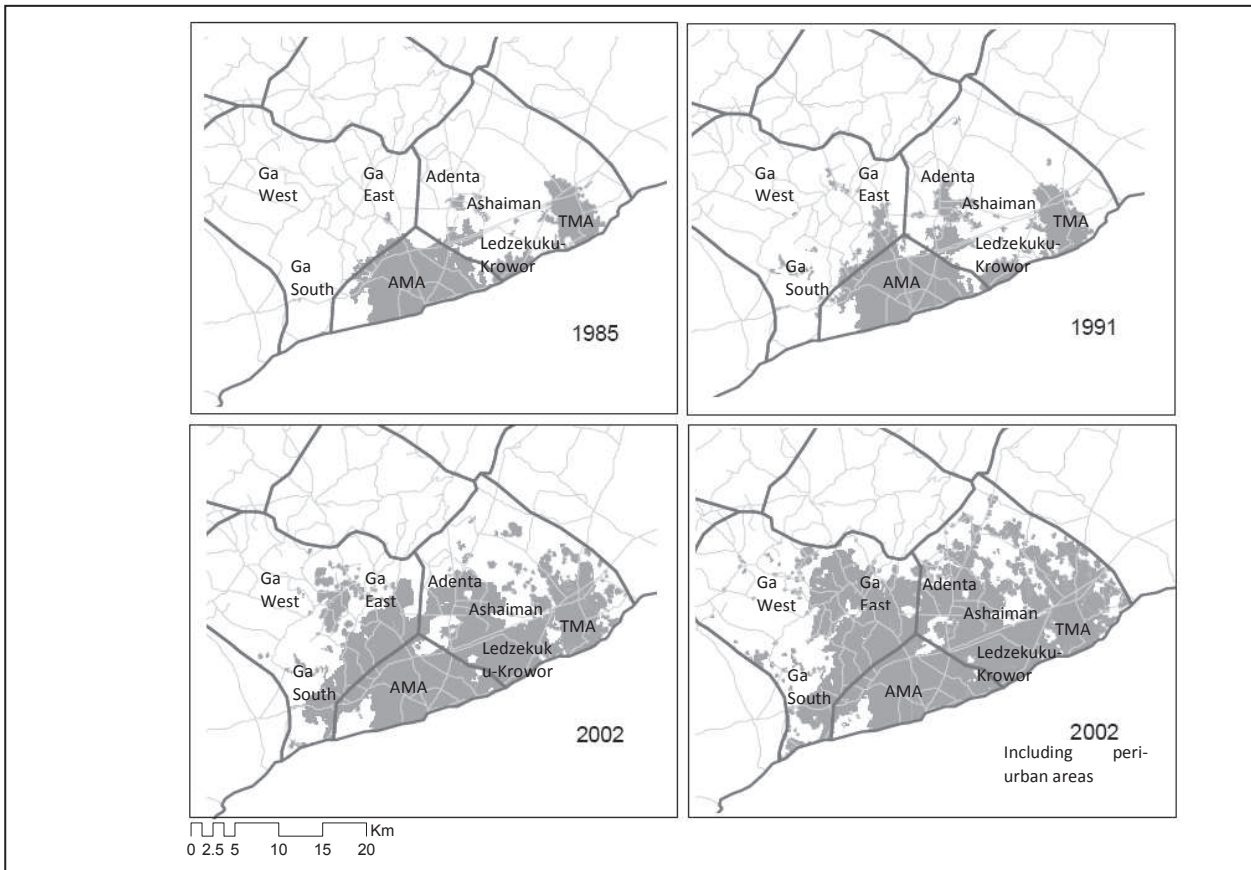 Ga
West
Ga
East
Adenta
Ashaiman
TMA
Ledzekuku-
Krowor
Ga
South
AMA
1985
Ga
West
Ga
East
Adenta
Ashaiman
TMA
Ledzekuku-
Krowor
Ga
South
AMA
1991
Ga
West
Ga
East
Adenta
Ashaiman
TMA
Ledzekuk
u-Krowor
Ga
South
AMA
2002
Ga
West
Ga
East
Adenta
Ashaiman
TMA
Ledzekuku-
Krowor
Ga
South
AMA
2002
Including peri-
urban areas
Km
0 2.5 5 10 15 20